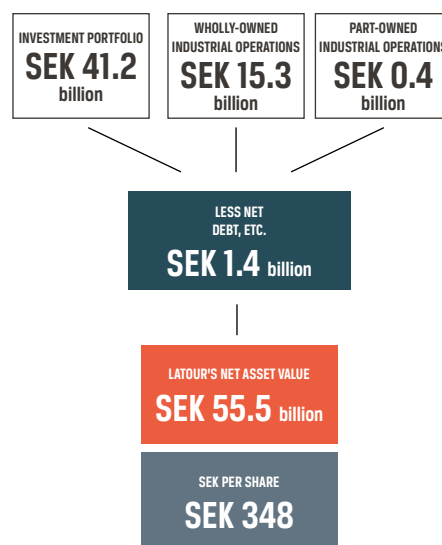 INVESTMENT PORTFOLIO
SEK 41.2
billion
WHOLLY-OWNED
INDUSTRIAL OPERATIONS
SEK 15.3
billion
PART-OWNED
INDUSTRIAL OPERATIONS
SEK 0.4
billion
LESS NET
DEBT, ETC.
SEK 1.4 billion
LATOUR'S NET ASSET VALUE
SEK 55.5 billion
SEK PER SHARE
SEK 348